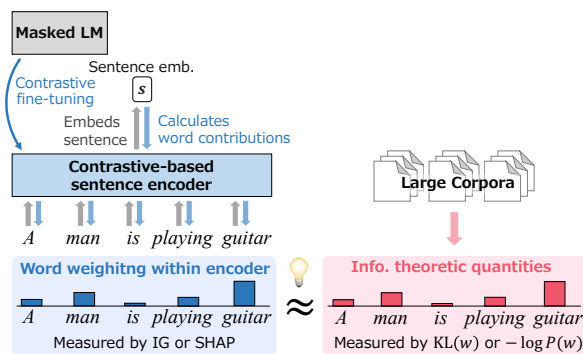 Masked LM
Contrastive
fine-tuning
Sentence emb.
s
Embeds
sentence
Calculates
word contributions
Contrastive-based
sentence encoder
A man is playing guitar
Large Corpora
Word weighitng within encoder
A man is playing guitar
Measured by IG or SHAP
≈
Info. theoretic quantities
A man is playing guitar
Measured by KL(w) or − log P(w)